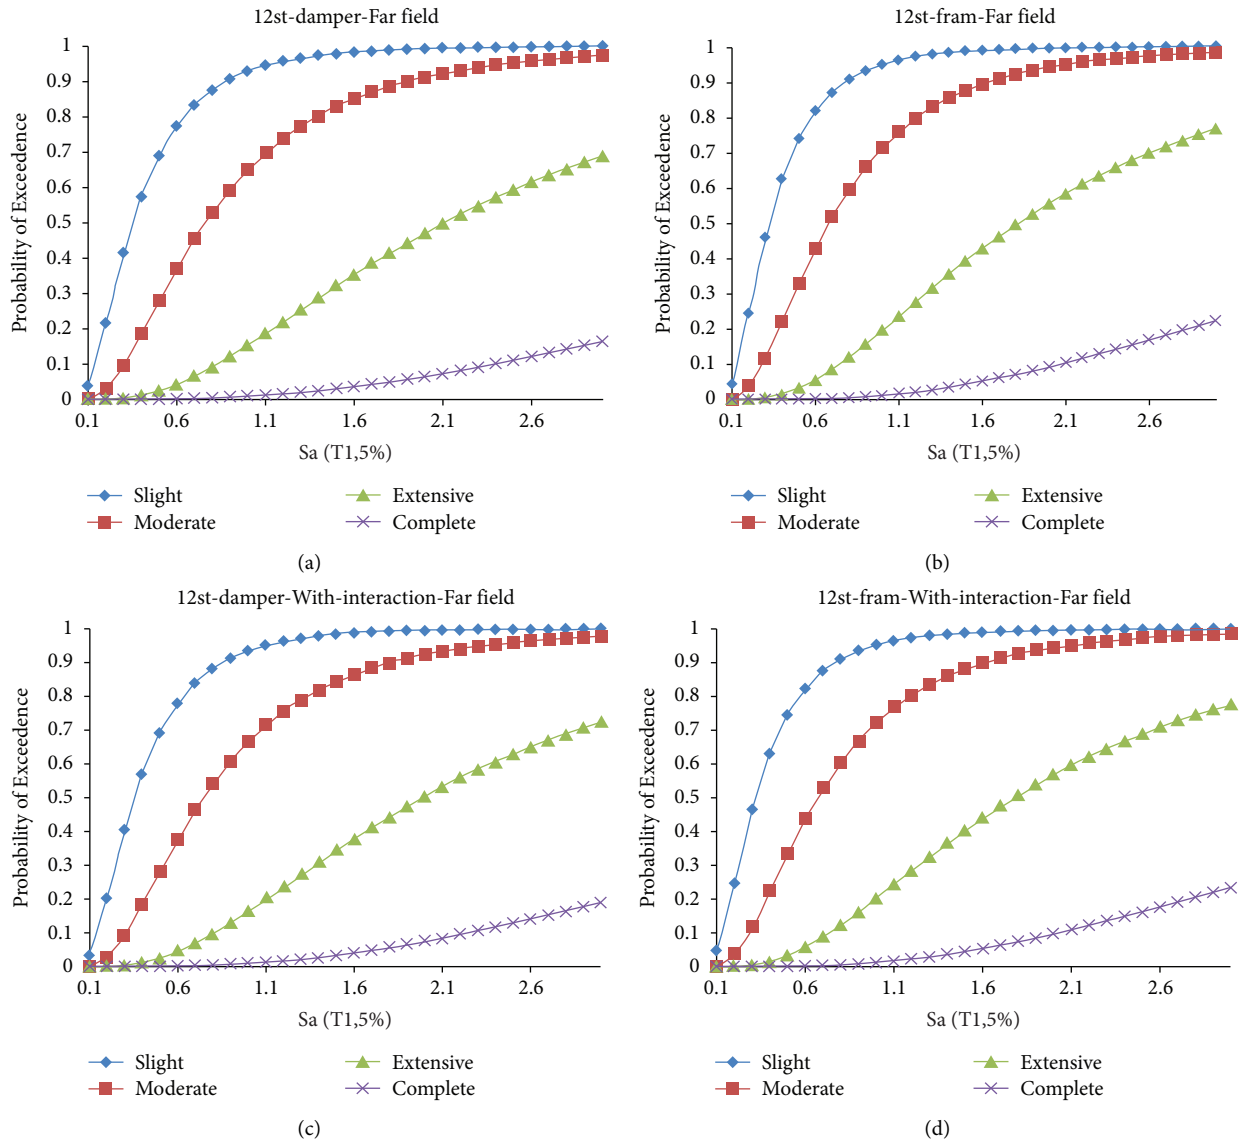 12st-damper-Far field
Probability of Exceedence
1
0.9
0.8
0.7
0.6
0.5
0.4
0.3
0.2
0.1
0
0.1 0.6 1.1 1.6 2.1 2.6
Sa (T1,5%)
Slight Extensive
Moderate Complete
(a)
12st-fram-Far field
Probability of Exceedence
1
0.9
0.8
0.7
0.6
0.5
0.4
0.3
0.2
0.1
0
0.1 0.6 1.1 1.6 2.1 2.6
Sa (T1,5%)
Slight Extensive
Moderate Complete
(b)
12st-damper-With-interaction-Far field
Probability of Exceedence
1
0.9
0.8
0.7
0.6
0.5
0.4
0.3
0.2
0.1
0
0.1 0.6 1.1 1.6 2.1 2.6
Sa (T1,5%)
Slight Extensive
Moderate Complete
(c)
12st-fram-With-interaction-Far field
Probability of Exceedence
1
0.9
0.8
0.7
0.6
0.5
0.4
0.3
0.2
0.1
0
0.1 0.6 1.1 1.6 2.1 2.6
Sa (T1,5%)
Slight Extensive
Moderate Complete
(d)